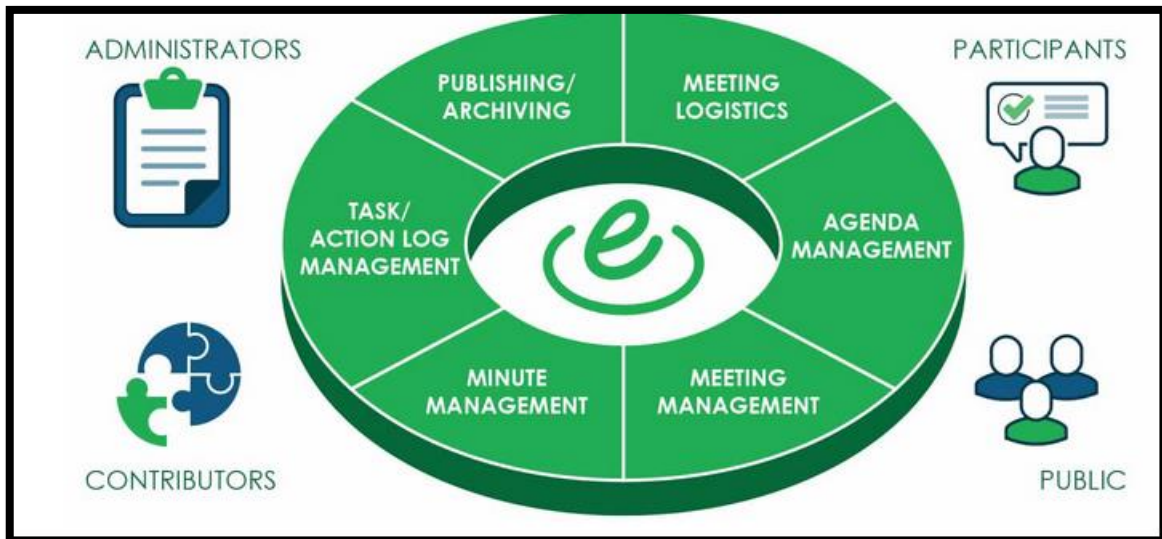 ADMINISTRATORS
PARTICIPANTS
PUBLISHING/
ARCHIVING
MEETING
LOGISTICS
TASK/
ACTION LOG
MANAGEMENT
AGENDA
MANAGEMENT
e
MINUTE
MANAGEMENT
MEETING
MANAGEMENT
CONTRIBUTORS
PUBLIC